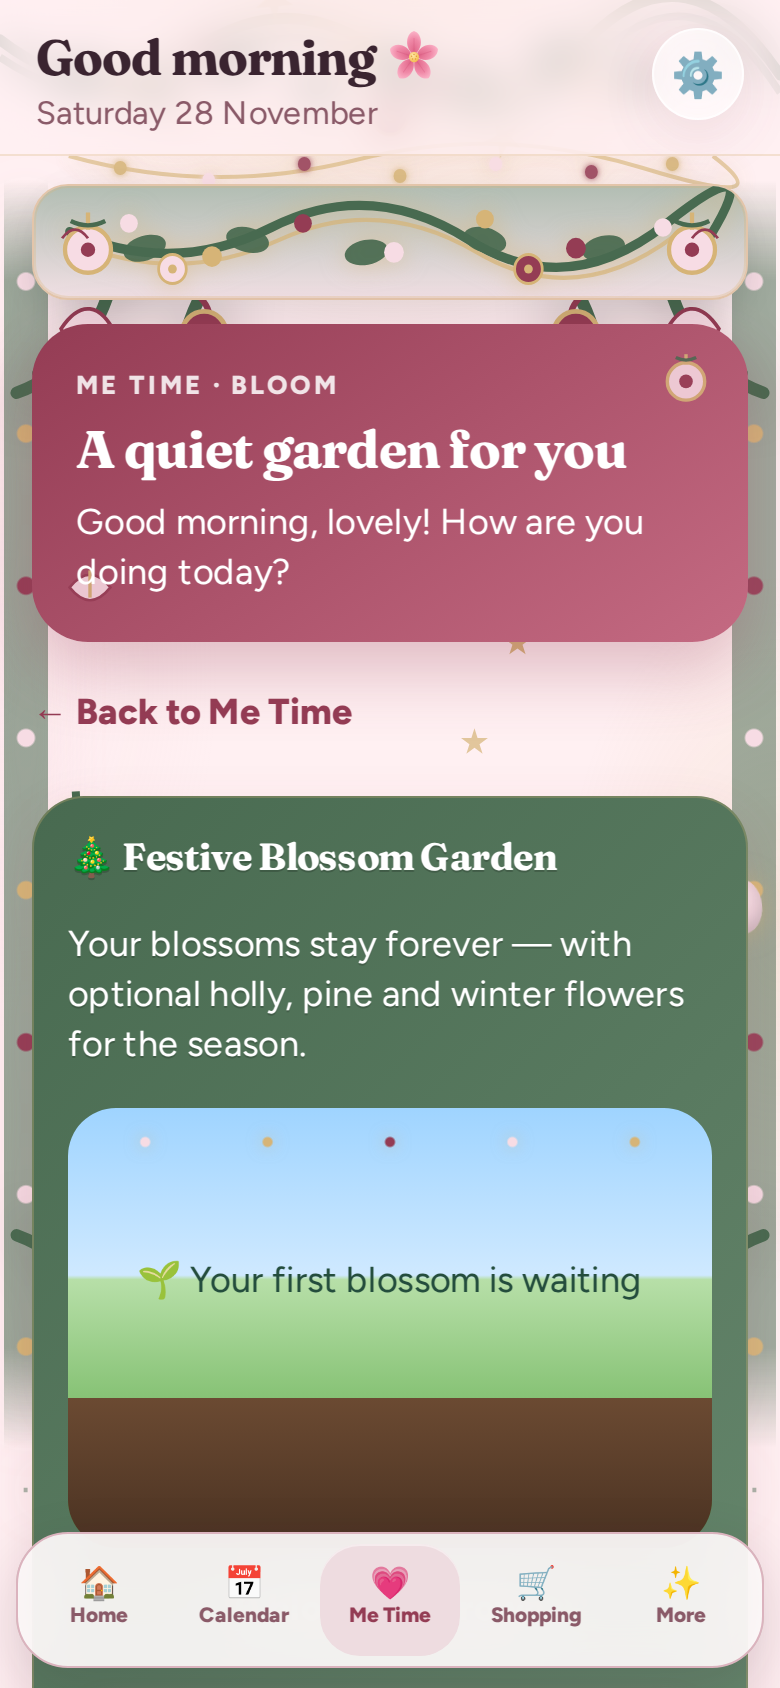 Good morning 🌸
Saturday 28 November
ME TIME · BLOOM
A quiet garden for you
Good morning, lovely! How are you
doing today?
← Back to Me Time
🎄 Festive Blossom Garden
Your blossoms stay forever — with
optional holly, pine and winter flowers
for the season.
🌱 Your first blossom is waiting
July
17
Home
Calendar
Me Time
Shopping
More